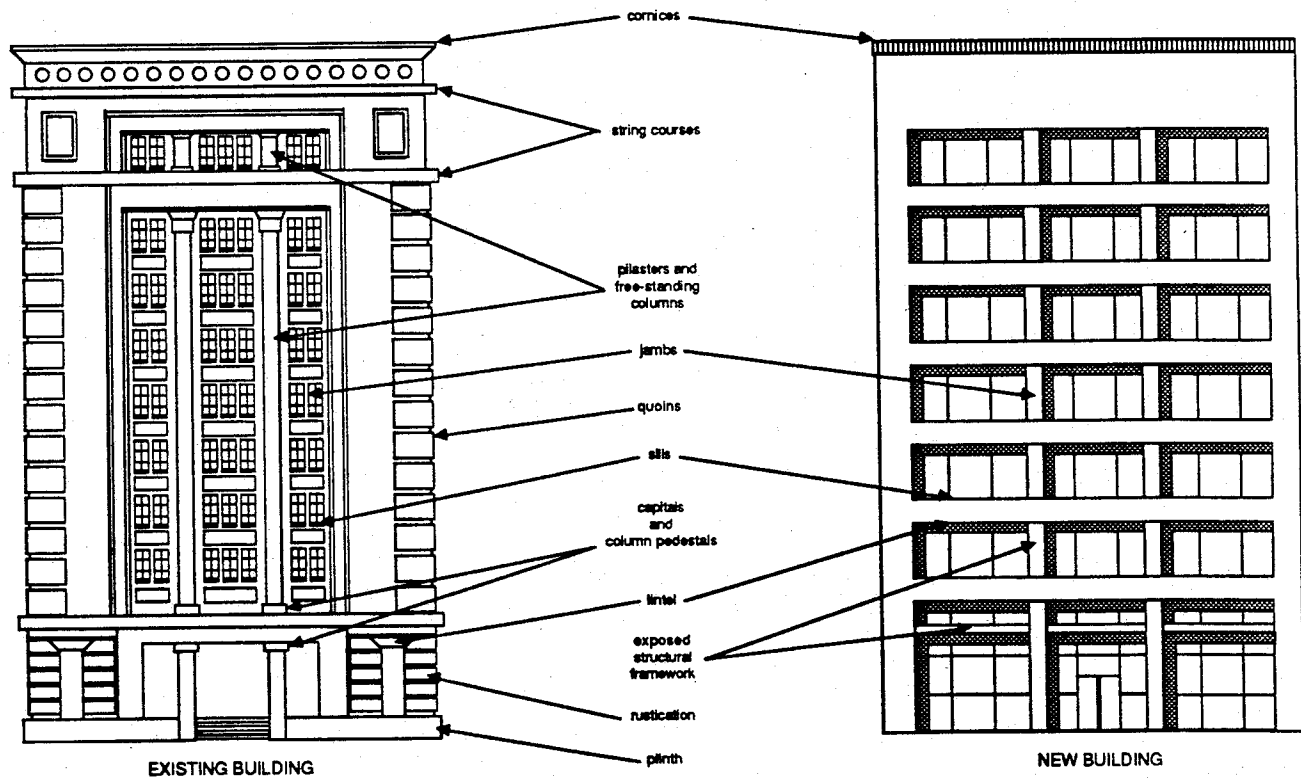 cornices
string courses
pilasters and
free-standing
columns
jambs
quoins
sills
capitals
and
column pedestals
lintel
exposed
structural
framework
rustication
plinth
EXISTING BUILDING
NEW BUILDING